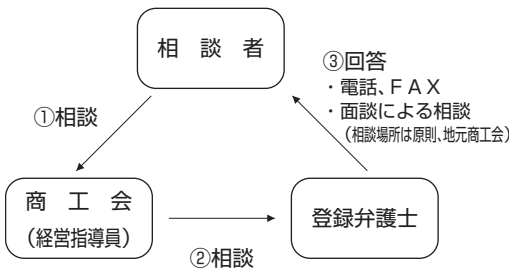 相　談　者
③回答
・電話、ＦＡＸ
・面談による相談
（相談場所は原則、地元商工会）
①相談
商　工　会
（経営指導員）
②相談
登録弁護士